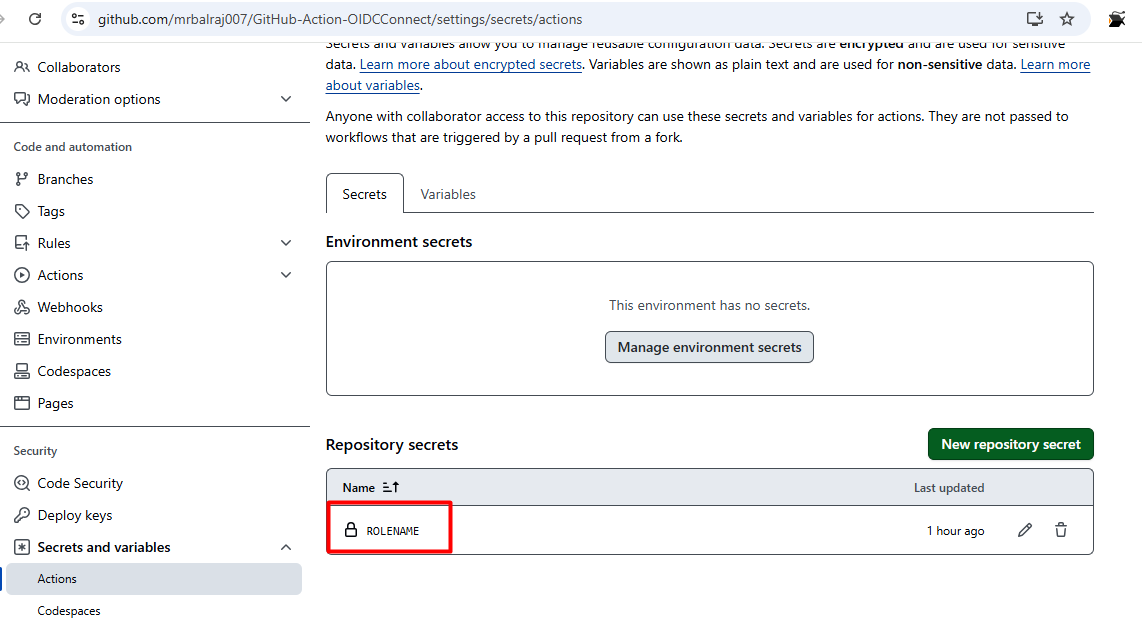 github.com/mrbalraj007/GitHub-Action-OIDCConnect/settings/secrets/actions
Collaborators
Moderation options
Code and automation
Branches
Tags
Rules
Actions
Webhooks
Environments
Codespaces
Pages
Security
Code Security
Deploy keys
Secrets and variables
Actions
Codespaces
Secrets and variables allow you to manage reusable configuration data. Secrets are encrypted and are used for sensitive
data. Learn more about encrypted secrets. Variables are shown as plain text and are used for non-sensitive data. Learn more
about variables.
Anyone with collaborator access to this repository can use these secrets and variables for actions. They are not passed to
workflows that are triggered by a pull request from a fork.
Secrets Variables
Environment secrets
This environment has no secrets.
Manage environment secrets
Repository secrets New repository secret
Name Last updated
ROLENAME 1 hour ago